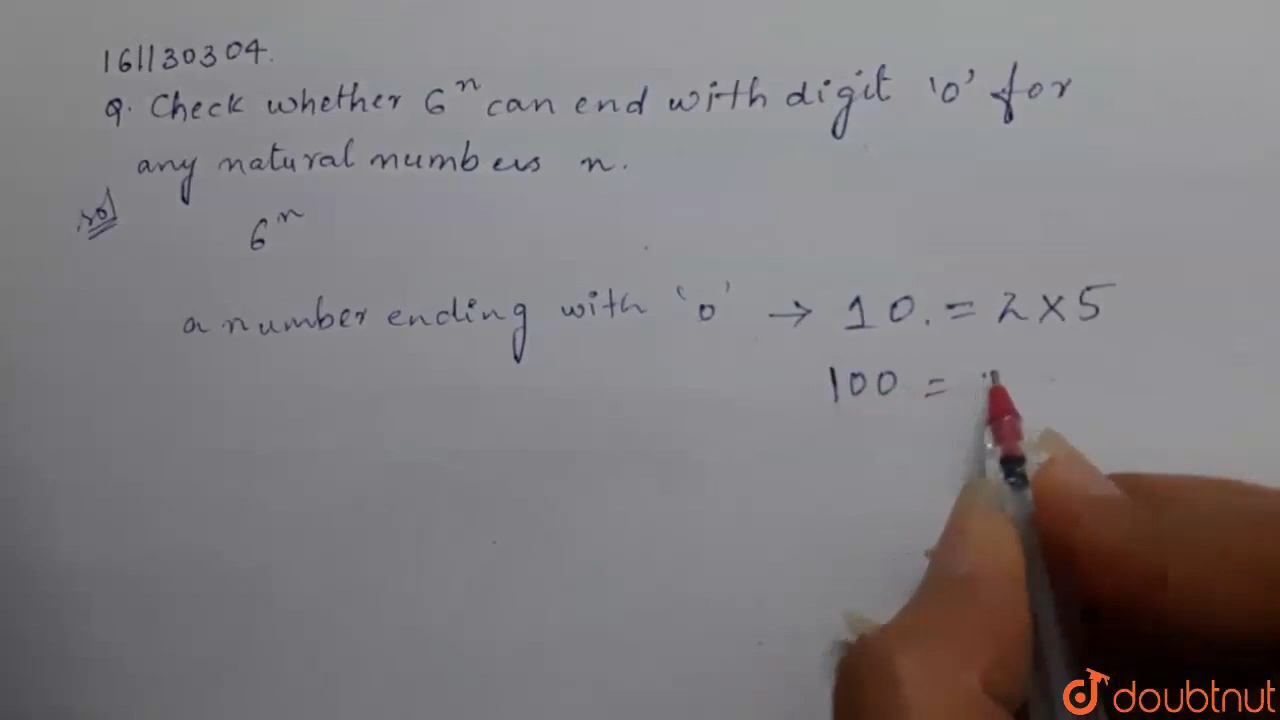 161130304.
Q. Check whether 6ⁿ can end with digit '0' for
any natural numbers n.
sol
6ⁿ
a number ending with '0' → 10. = 2 × 5
100 =
doubtnut